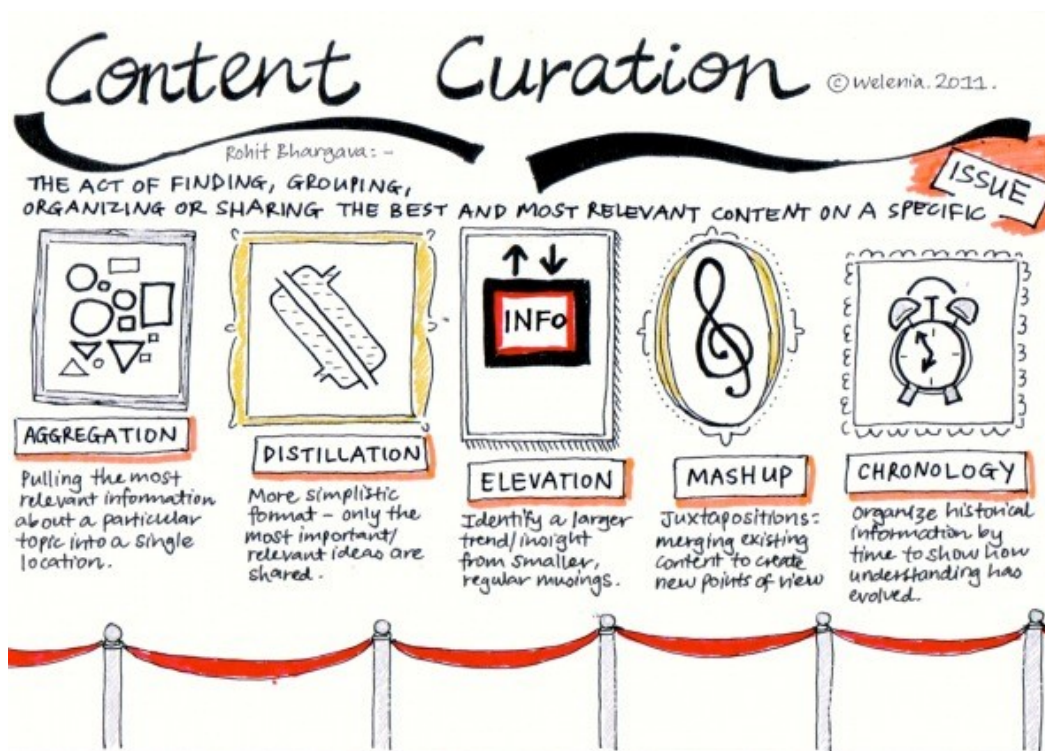 Content Curation
© Welenia. 2011.
Rohit Bhargava: -
THE ACT OF FINDING, GROUPING,
ORGANIZING OR SHARING THE BEST AND MOST RELEVANT CONTENT ON A SPECIFIC
ISSUE
INFO
AGGREGATION
Pulling the most
relevant information
about a particular
topic into a single
location.
DISTILLATION
More simplistic
format - only the
most important/
relevant ideas are
shared.
ELEVATION
Identify a larger
trend/insight
from smaller,
regular musings.
MASHUP
Juxtapositions:
merging existing
content to create
new points of view
CHRONOLOGY
Organize historical
information by
time to show how
understanding has
evolved.